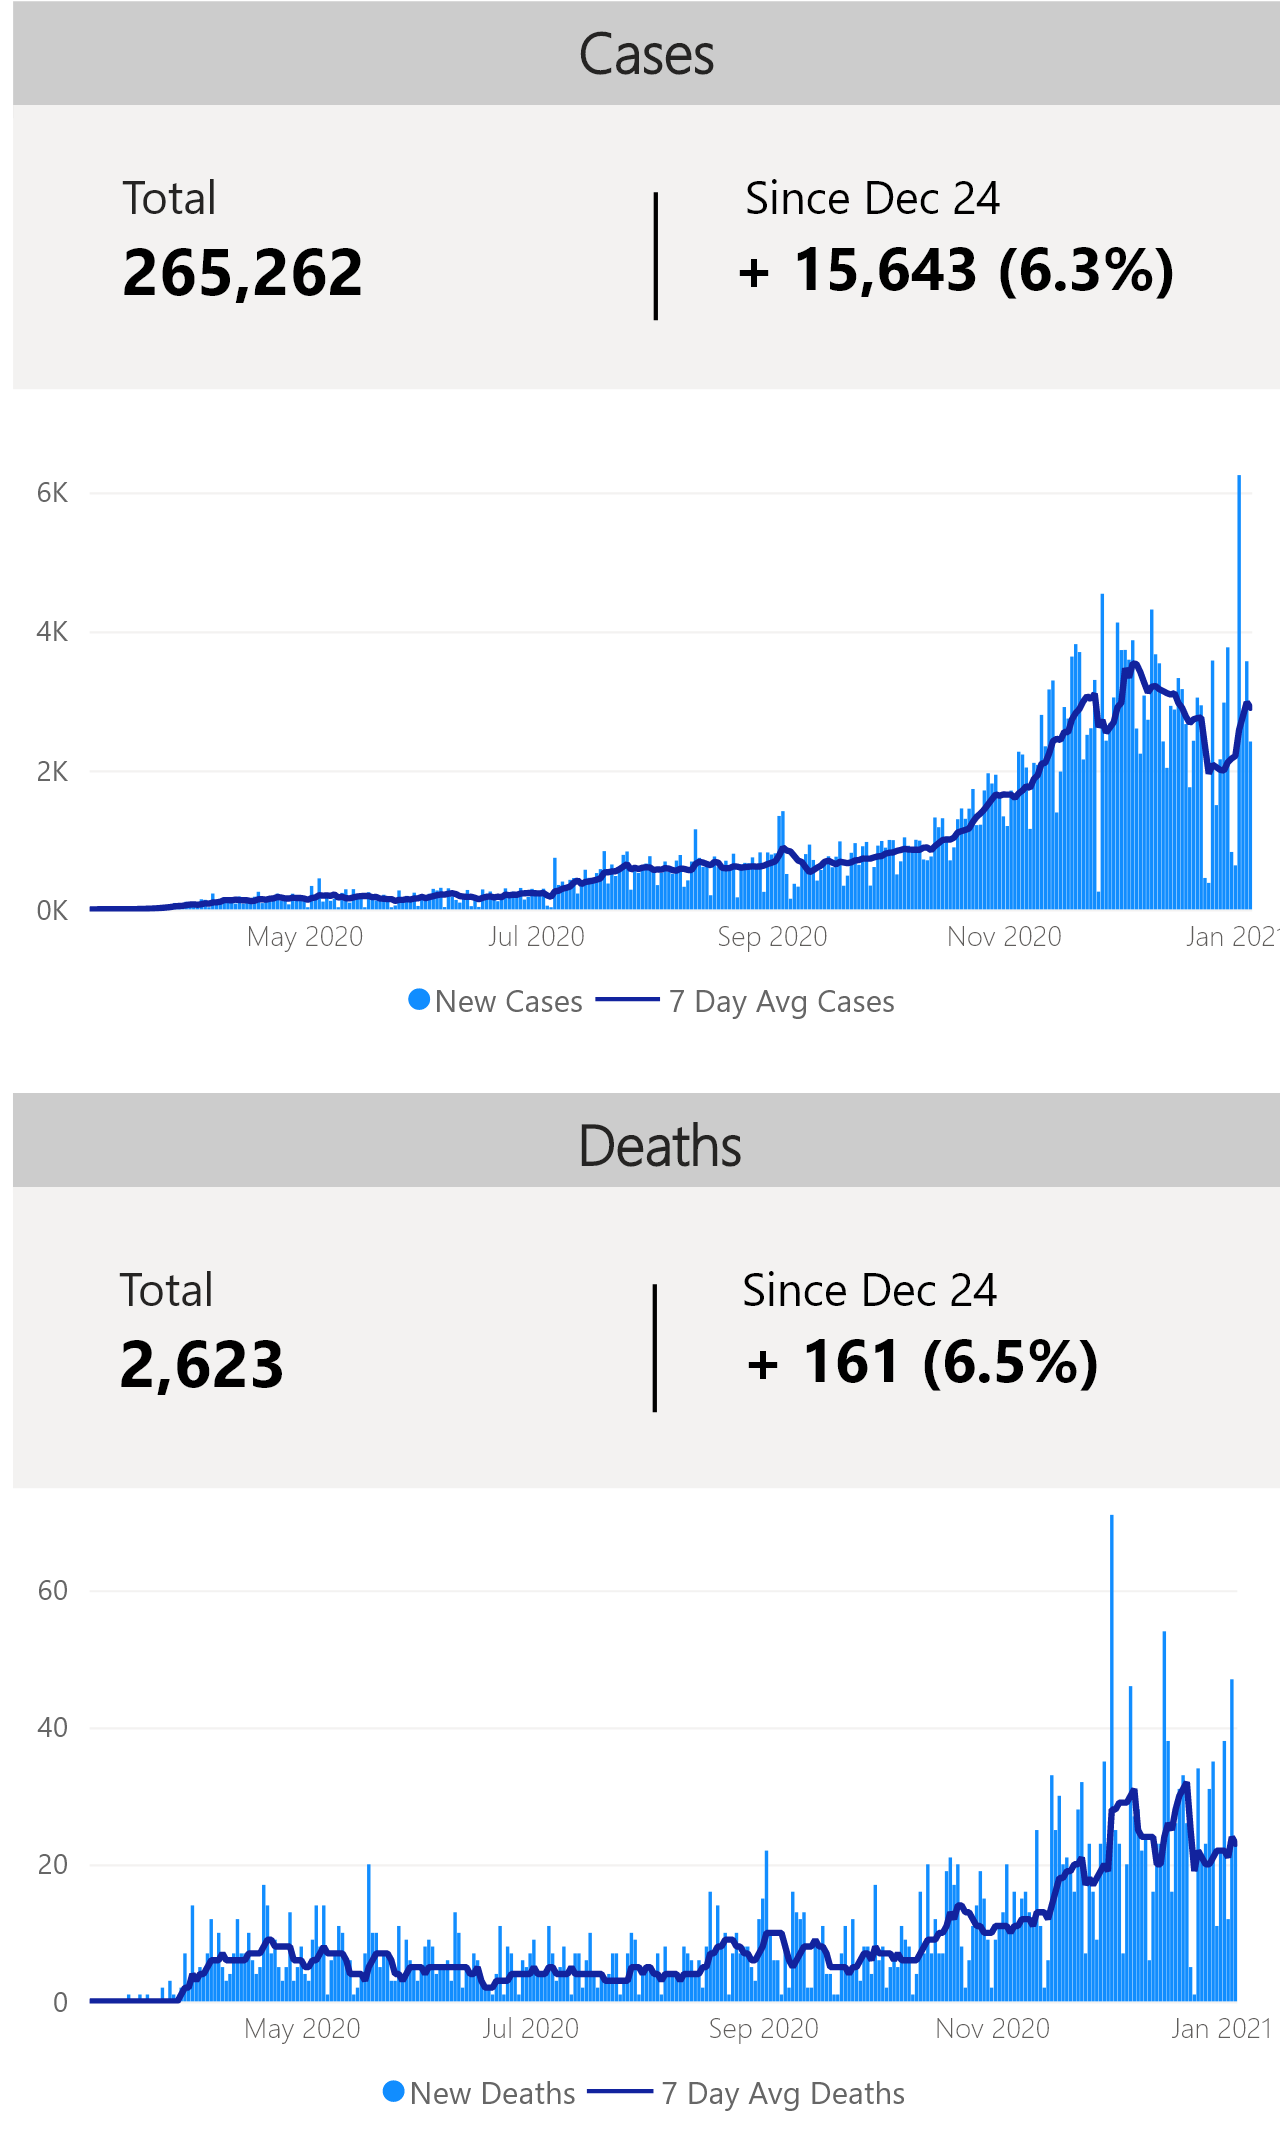 Cases
Total
Since Dec 24
265,262
+ 15,643 (6.3%)
6K
4K
2K
0K
May 2020
Jul 2020
Sep 2020
Nov 2020
Jan 2021
New Cases
7 Day Avg Cases
Deaths
Total
Since Dec 24
2,623
+ 161 (6.5%)
60
40
20
0
May 2020
Jul 2020
Sep 2020
Nov 2020
Jan 2021
New Deaths
7 Day Avg Deaths